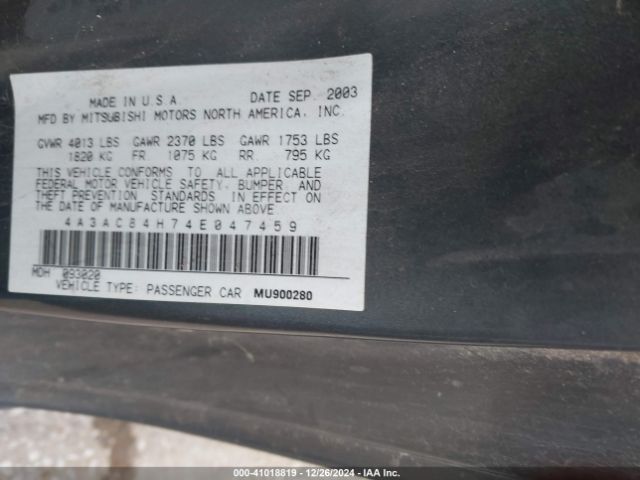 MADE IN U S A DATE SEP. 2003
MFD BY MITSUBISHI MOTORS NORTH AMERICA, INC.
GVWR 4013 LBS GAWR 2370 LBS GAWR 1753 LBS
1820 KG FR. 1075 KG RR. 795 KG
THIS VEHICLE CONFORMS TO ALL APPLICABLE
FEDERAL MOTOR VEHICLE SAFETY, BUMPER, AND
THEFT PREVENTION STANDARDS IN EFFECT ON
THE DATE OF MANUFACTURE SHOWN ABOVE
4A3AC84H74E047459
MDH 093020
VEHICLE TYPE: PASSENGER CAR MU900280
000-41018819 • 12/26/2024 • IAA Inc.